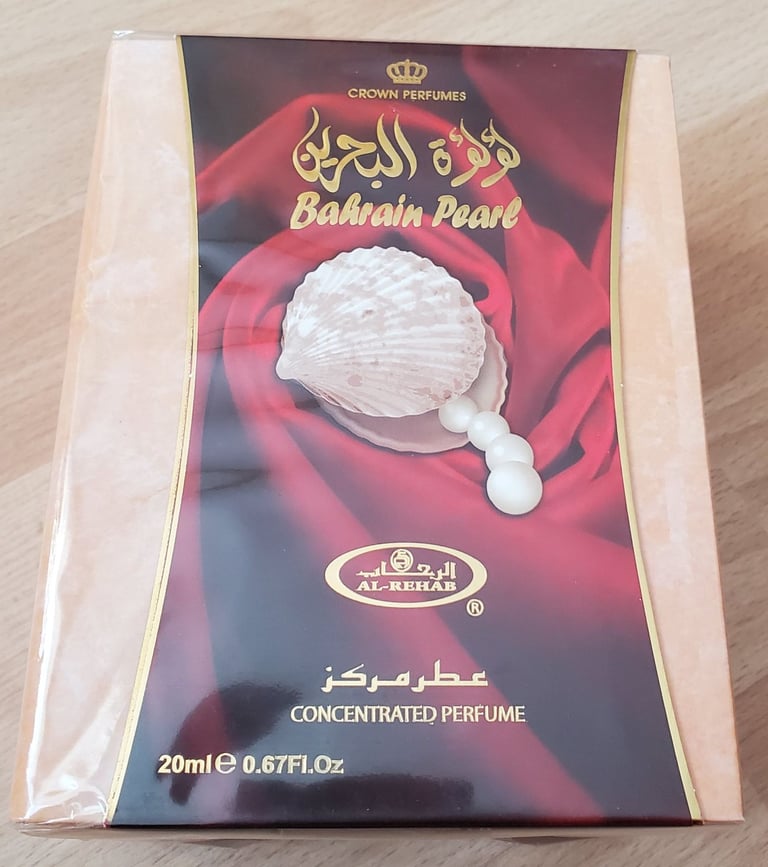 CROWN PERFUMES
لؤلؤة البحرين
Bahrain Pearl
الرحاب
AL-REHAB
®
عطر مركز
CONCENTRATED PERFUME
20ml ℮ 0.67Fl.Oz